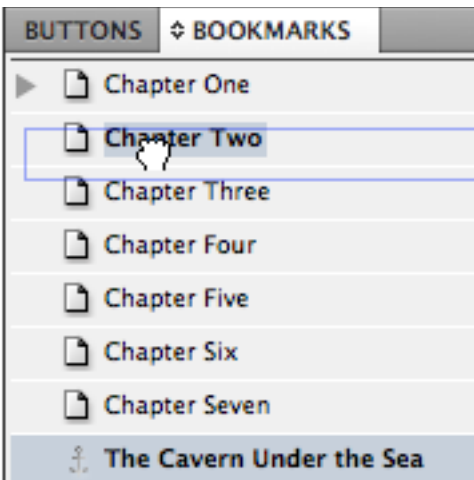 BUTTONS BOOKMARKS
Chapter One
Chapter Two
Chapter Three
Chapter Four
Chapter Five
Chapter Six
Chapter Seven
The Cavern Under the Sea